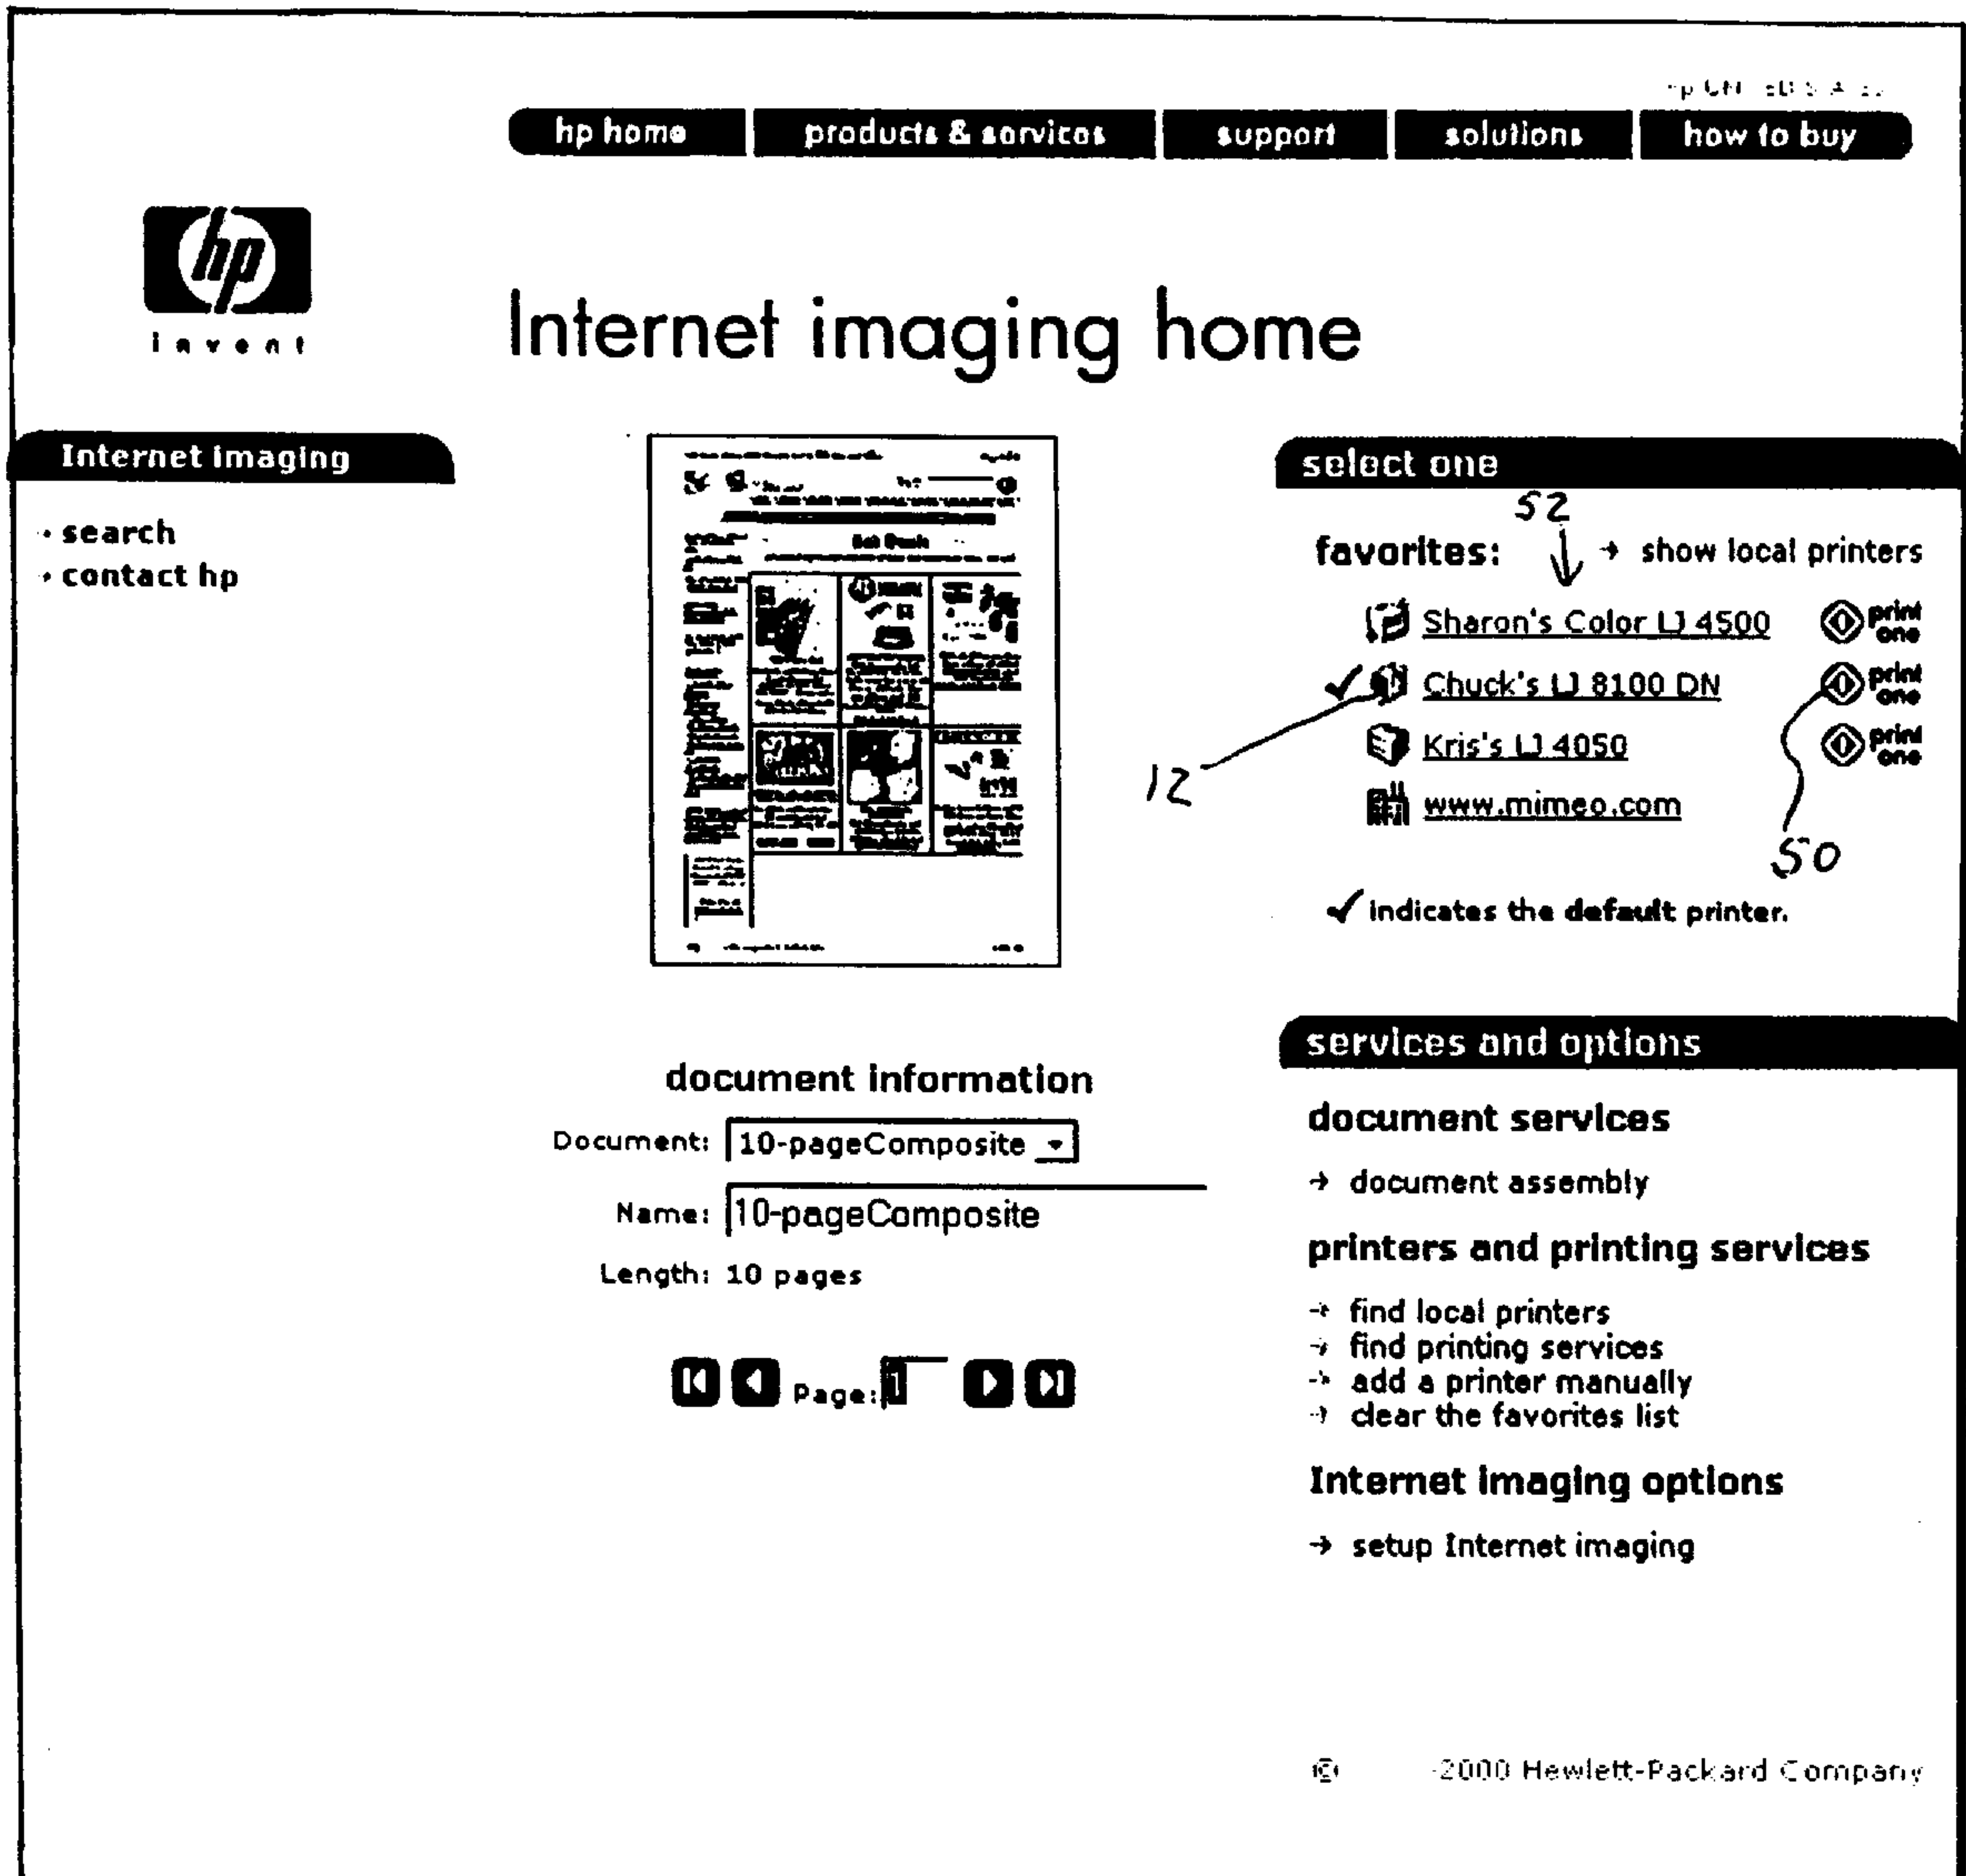 hp home products & services support solutions how to buy
hp
invent
Internet imaging home
Internet imaging
search
contact hp
select one
52
favorites: → show local printers
Sharon's Color LJ 4500 print one
✓ Chuck's LJ 8100 DN print one
Kris's LJ 4050 print one
12
www.mimeo.com
50
✓ indicates the default printer.
document information
Document: 10-pageComposite
Name: 10-pageComposite
Length: 10 pages
Page: 1
services and options
document services
→ document assembly
printers and printing services
→ find local printers
→ find printing services
→ add a printer manually
→ clear the favorites list
Internet imaging options
→ setup Internet imaging
© -2000 Hewlett-Packard Company